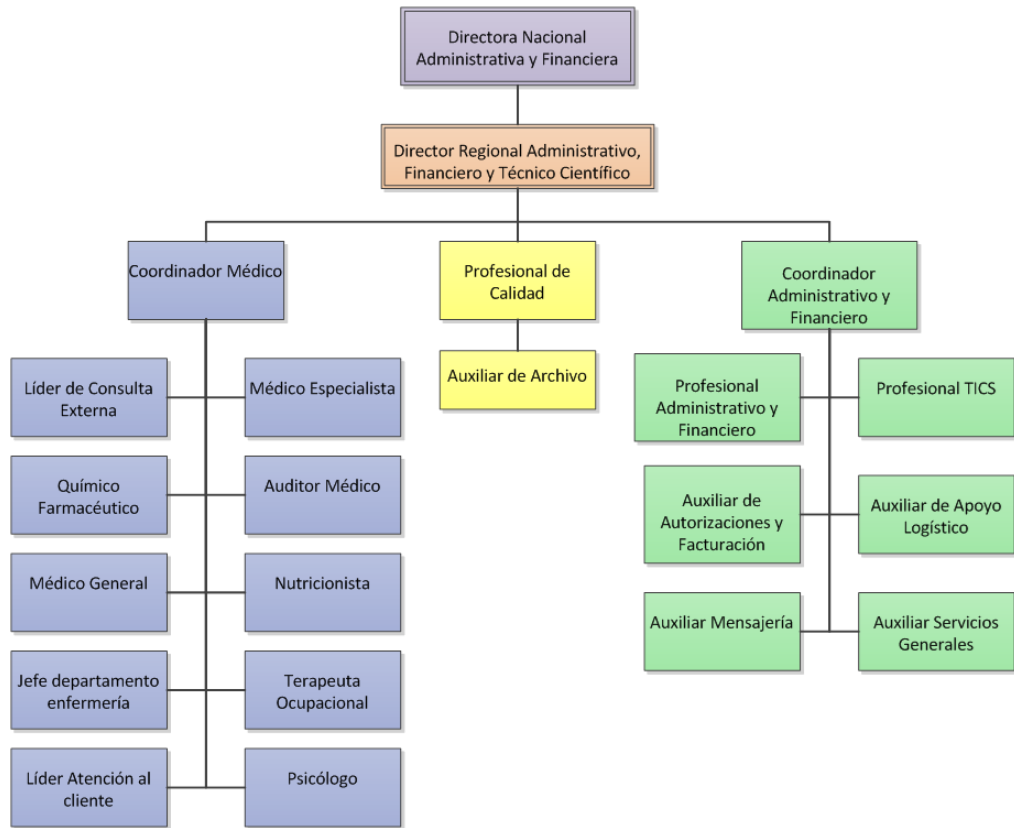 Directora Nacional
Administrativa y Financiera
Director Regional Administrativo,
Financiero y Técnico Científico
Coordinador Médico
Profesional de
Calidad
Coordinador
Administrativo y
Financiero
Líder de Consulta
Externa
Médico Especialista
Auxiliar de Archivo
Profesional
Administrativo y
Financiero
Profesional TICS
Químico
Farmacéutico
Auditor Médico
Auxiliar de
Autorizaciones y
Facturación
Auxiliar de Apoyo
Logístico
Médico General
Nutricionista
Auxiliar Mensajería
Auxiliar Servicios
Generales
Jefe departamento
enfermería
Terapeuta
Ocupacional
Líder Atención al
cliente
Psicólogo